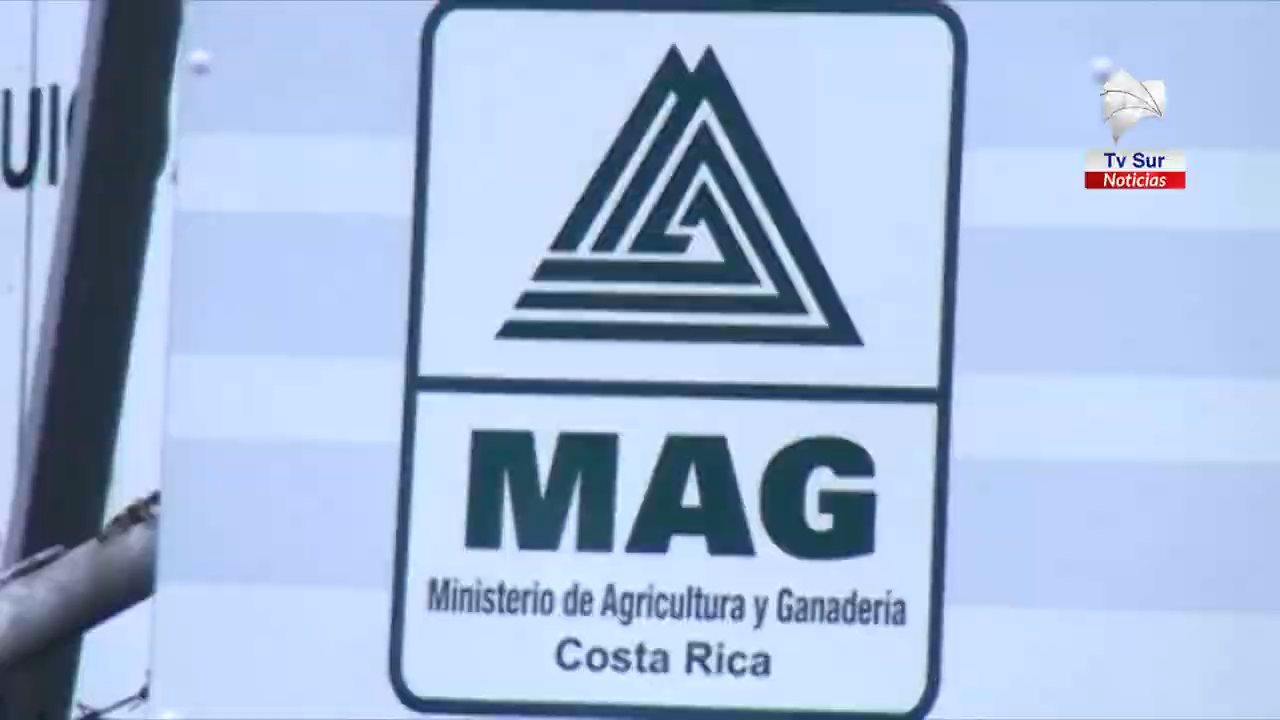 Tv Sur
Noticias
MAG
Ministerio de Agricultura y Ganadería
Costa Rica